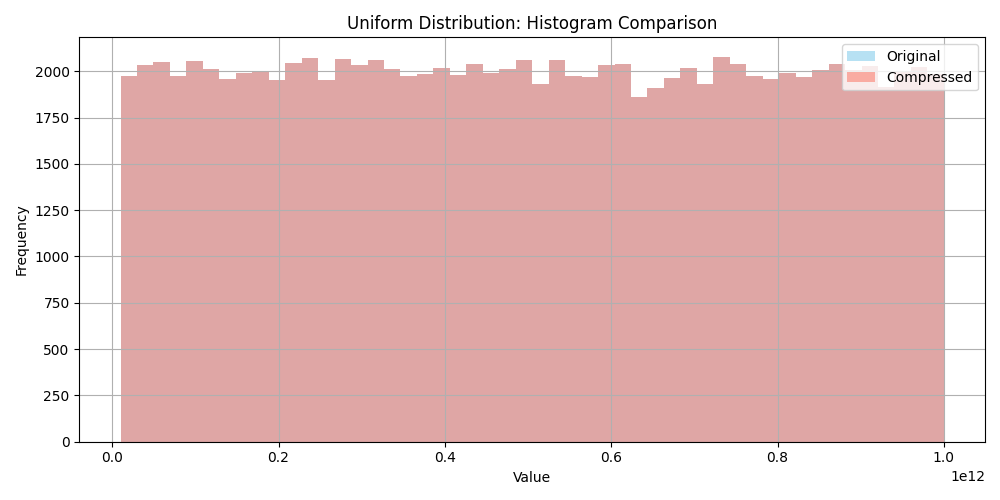 Uniform Distribution: Histogram Comparison
Original
Compressed
2000
1750
1500
1250
1000
750
500
250
0
Frequency
0.0 0.2 0.4 0.6 0.8 1.0
1e12
Value